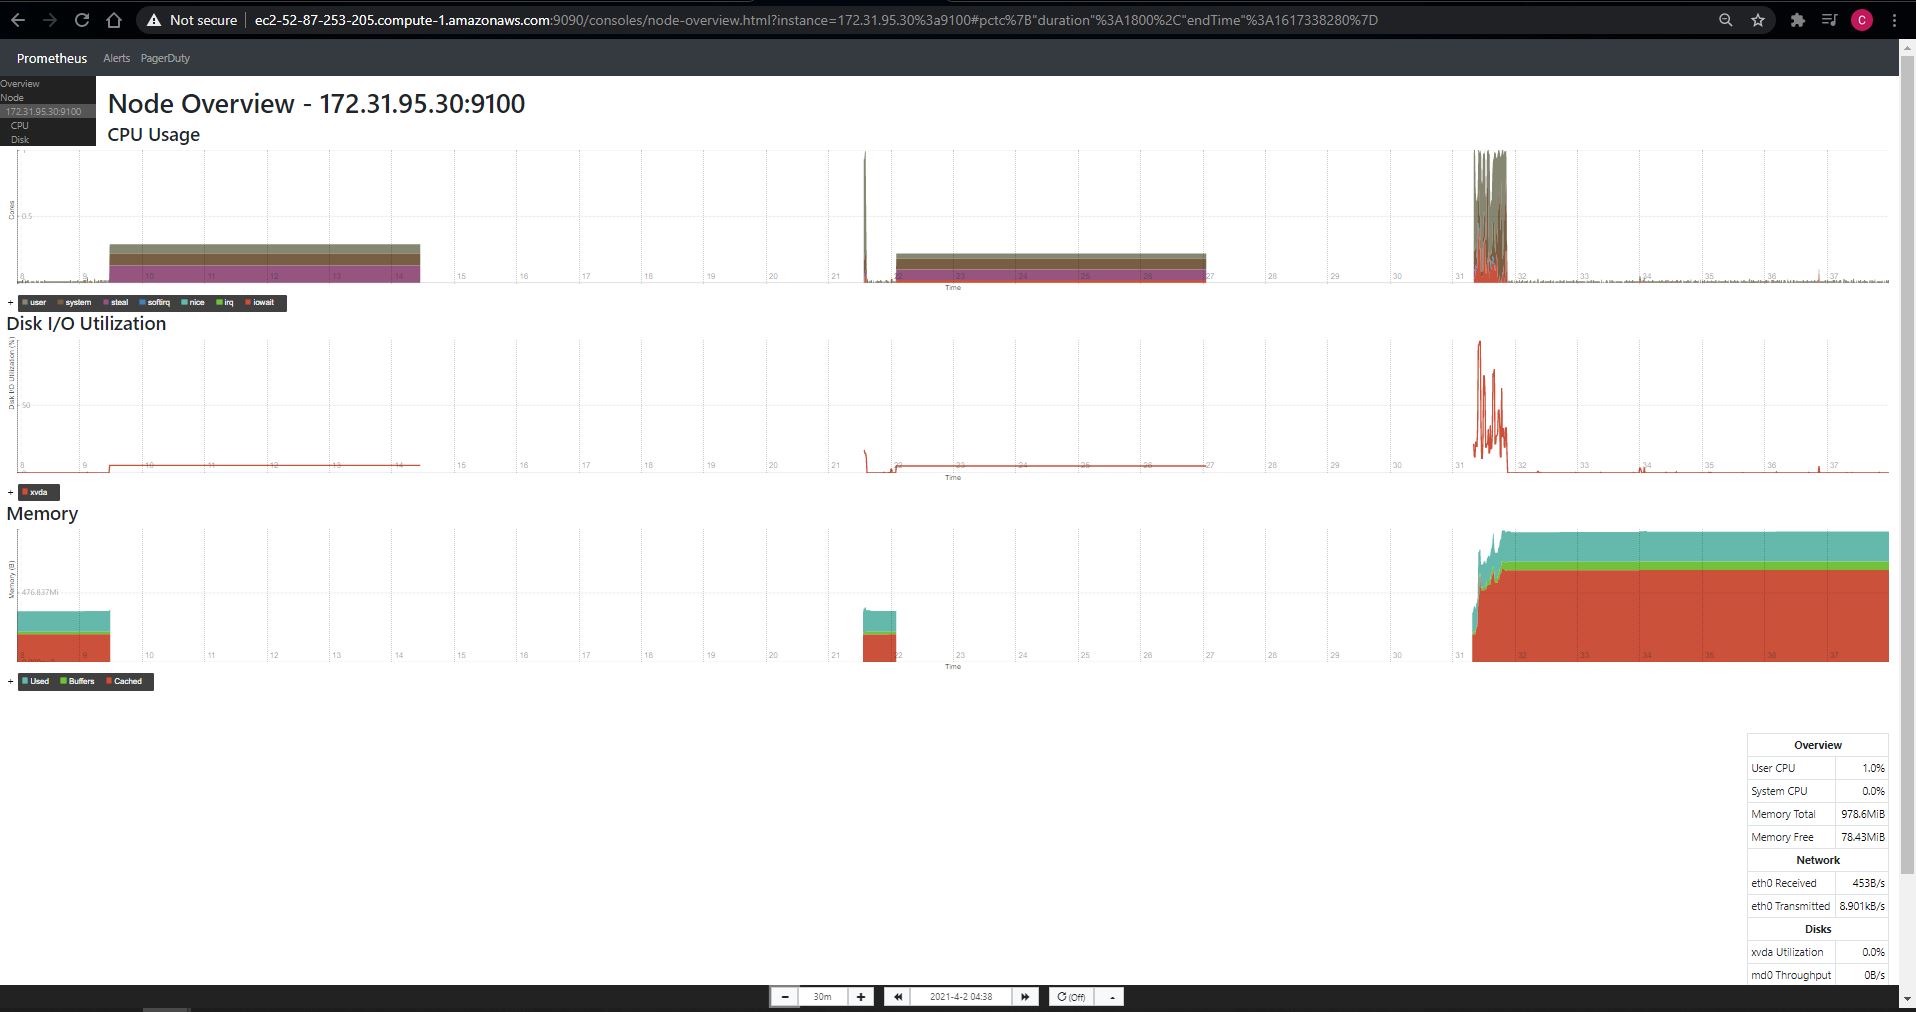 Not secure ec2-52-87-253-205.compute-1.amazonaws.com:9090/consoles/node-overview.html?instance=172.31.95.30%3a9100#pctc%7B"duration"%3A1800%2C"endTime"%3A1617338280%7D C
Prometheus Alerts PagerDuty
Overview
Node
172.31.95.30:9100
CPU
Disk
Node Overview - 172.31.95.30:9100
CPU Usage
Cores
0.5
8 9 10 11 12 13 14 15 16 17 18 19 20 21 22 23 24 25 26 27 28 29 30 31 32 33 34 35 36 37
Time
+ user system steal softirq nice irq iowait
Disk I/O Utilization
Disk I/O Utilization (%)
50
8 9 10 11 12 13 14 15 16 17 18 19 20 21 22 23 24 25 26 27 28 29 30 31 32 33 34 35 36 37
Time
+ xvda
Memory
Memory (B)
476.837Mi
8 9 10 11 12 13 14 15 16 17 18 19 20 21 22 23 24 25 26 27 28 29 30 31 32 33 34 35 36 37
Time
+ Used Buffers Cached
Overview
User CPU 1.0%
System CPU 0.0%
Memory Total 978.6MiB
Memory Free 78.43MiB
Network
eth0 Received 453B/s
eth0 Transmitted 8.901kB/s
Disks
xvda Utilization 0.0%
md0 Throughput 0B/s
- 30m + 2021-4-2 04:38 (Off)